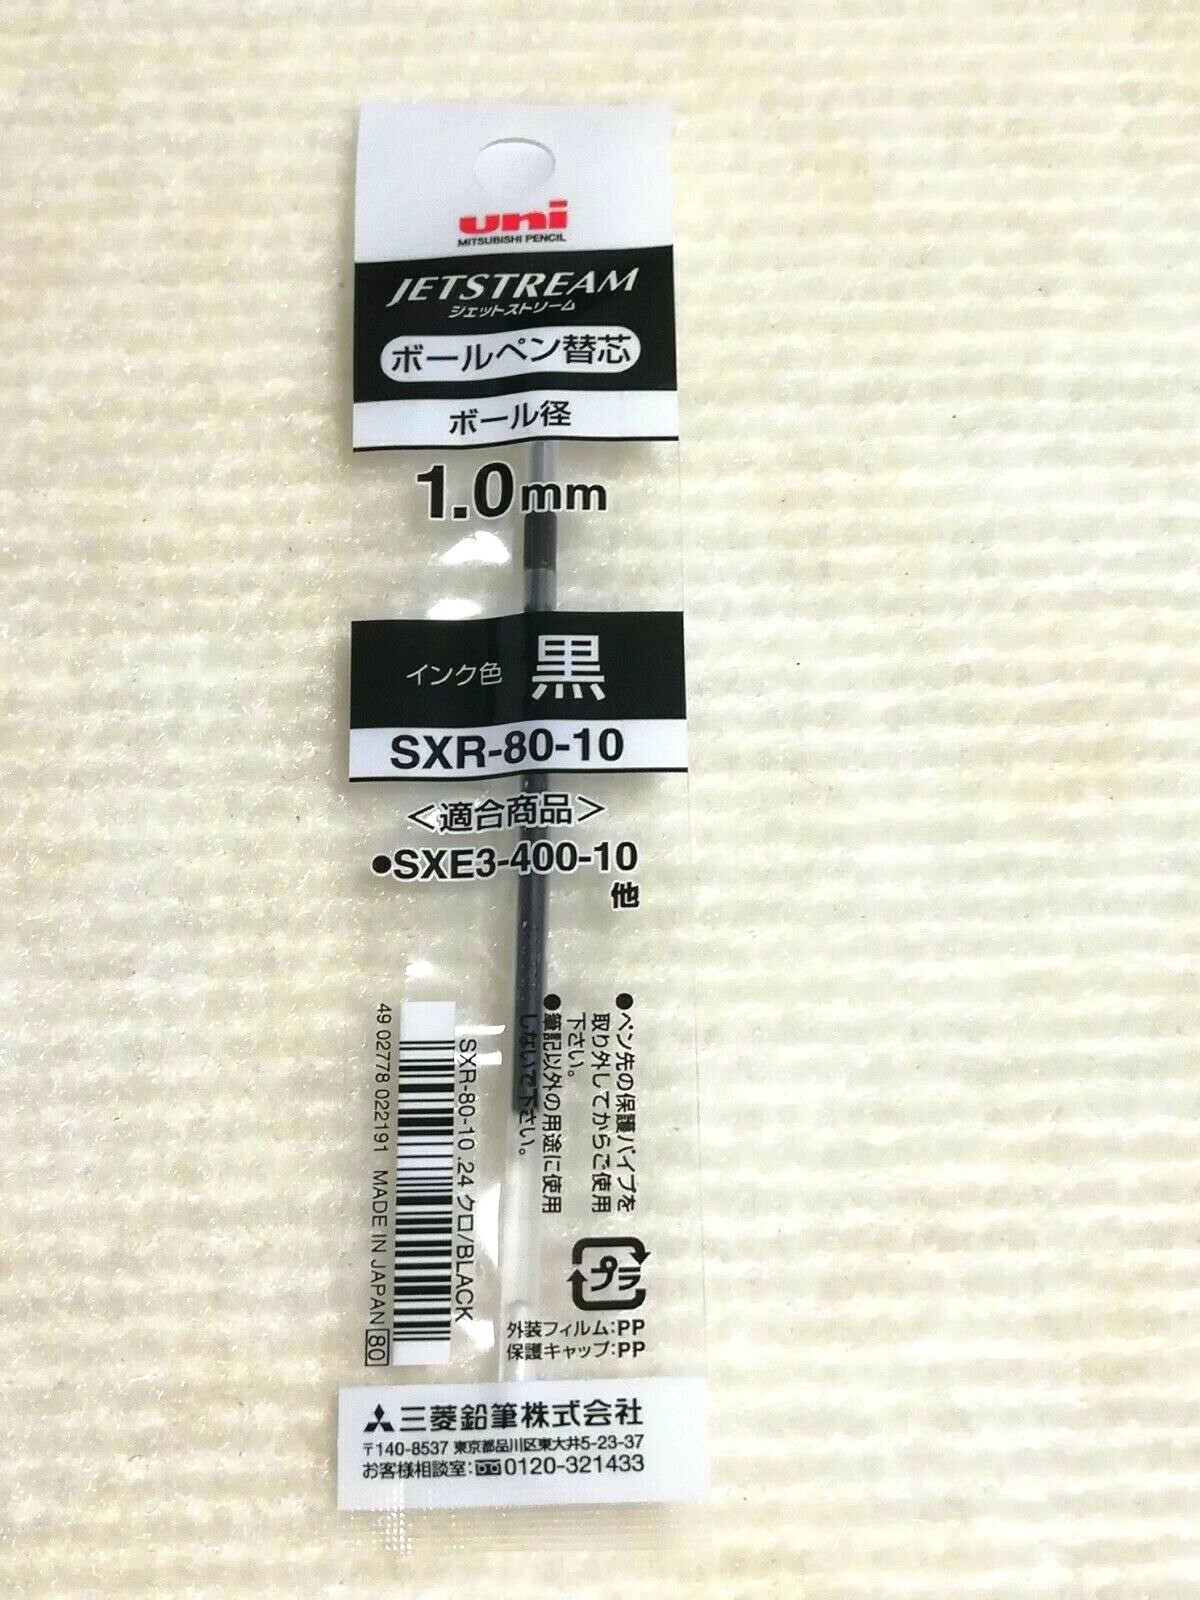 uni
MITSUBISHI PENCIL
JETSTREAM
ジェットストリーム
ボールペン替芯
ボール径
1.0mm
インク色 黒
SXR-80-10
<適合商品>
●SXE3-400-10
他
●ペン先の保護パイプを
取り外してからご使用
下さい。
●筆記以外の用途に使用
しないで下さい。
SXR-80-10 .24 クロ/BLACK
49 02778 022191 MADE IN JAPAN 80
プラ
外装フィルム:PP
保護キャップ:PP
三菱鉛筆株式会社
〒140-8537 東京都品川区東大井5-23-37
お客様相談室:0120-321433